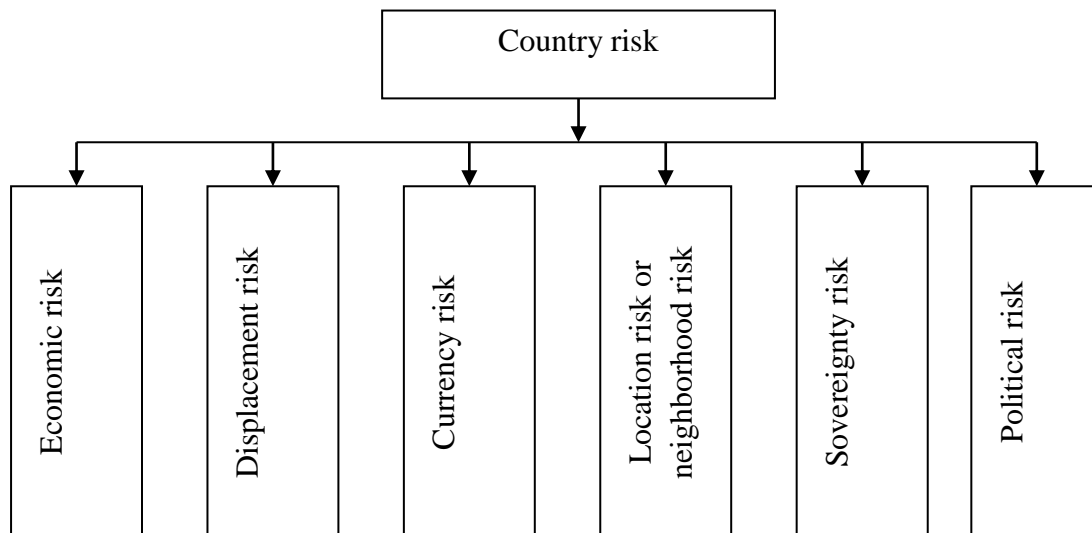 Country risk
Economic risk
Displacement risk
Currency risk
Location risk or
neighborhood risk
Sovereignty risk
Political risk